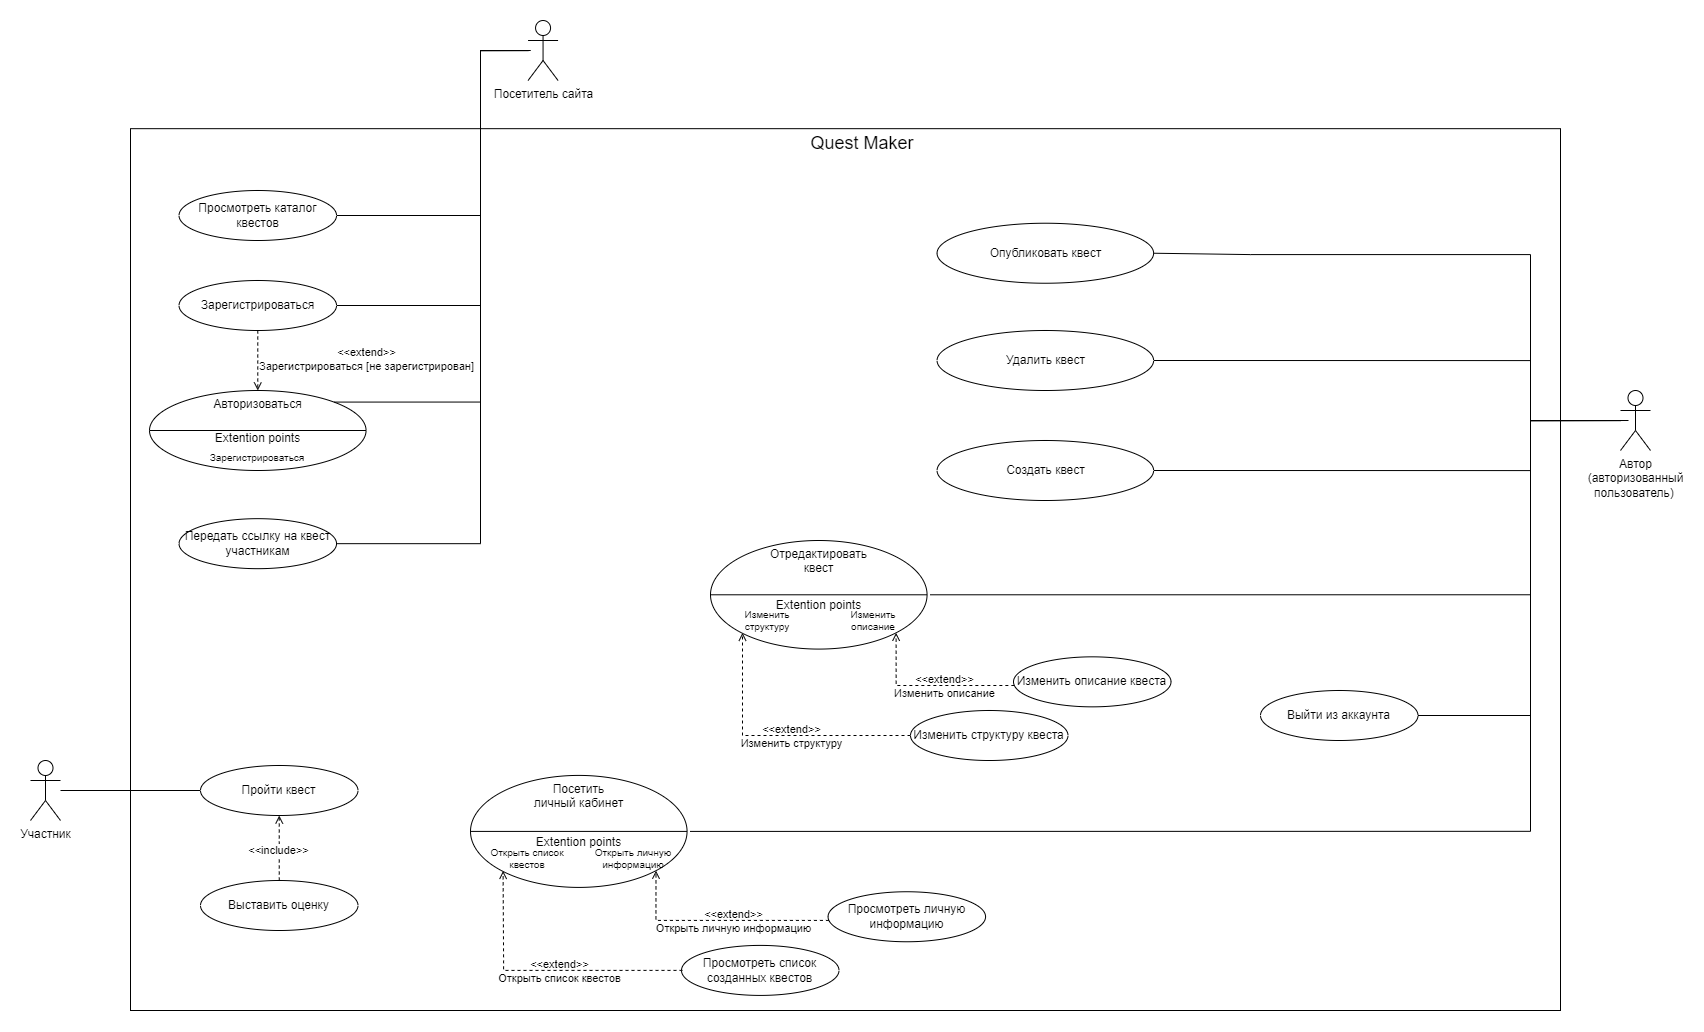 Посетитель сайта
Quest Maker
Просмотреть каталог
квестов
Зарегистрироваться
<<extend>>
Зарегистрироваться [не зарегистрирован]
Авторизоваться
Extention points
Зарегистрироваться
Передать ссылку на квест
участникам
Опубликовать квест
Удалить квест
Создать квест
Автор
(авторизованный
пользователь)
Отредактировать
квест
Extention points
Изменить
структуру
Изменить
описание
<<extend>>
Изменить описание
Изменить описание квеста
<<extend>>
Изменить структуру
Изменить структуру квеста
Выйти из аккаунта
Участник
Пройти квест
<<include>>
Выставить оценку
Посетить
личный кабинет
Extention points
Открыть список
квестов
Открыть личную
информацию
<<extend>>
Открыть личную информацию
Просмотреть личную
информацию
<<extend>>
Открыть список квестов
Просмотреть список
созданных квестов